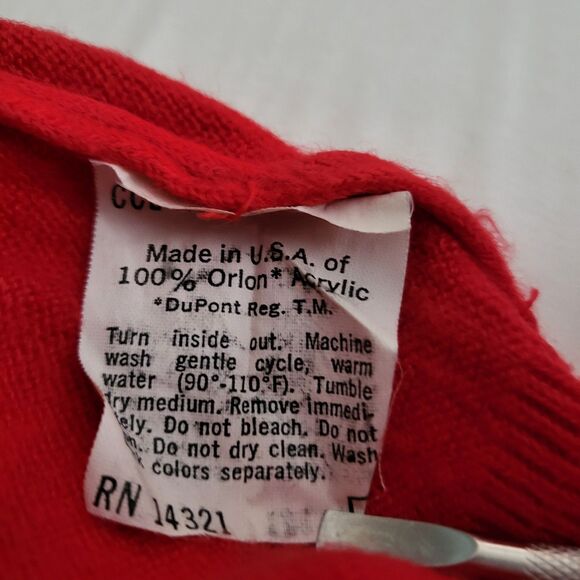 Made in U.S.A. of
100% Orlon* Acrylic
*DuPont Reg. T.M.
Turn inside out. Machine
wash gentle cycle, warm
water (90°-110°F). Tumble
dry medium. Remove immedi-
ely. Do not bleach. Do not
Do not dry clean. Wash
colors separately.
RN 14321